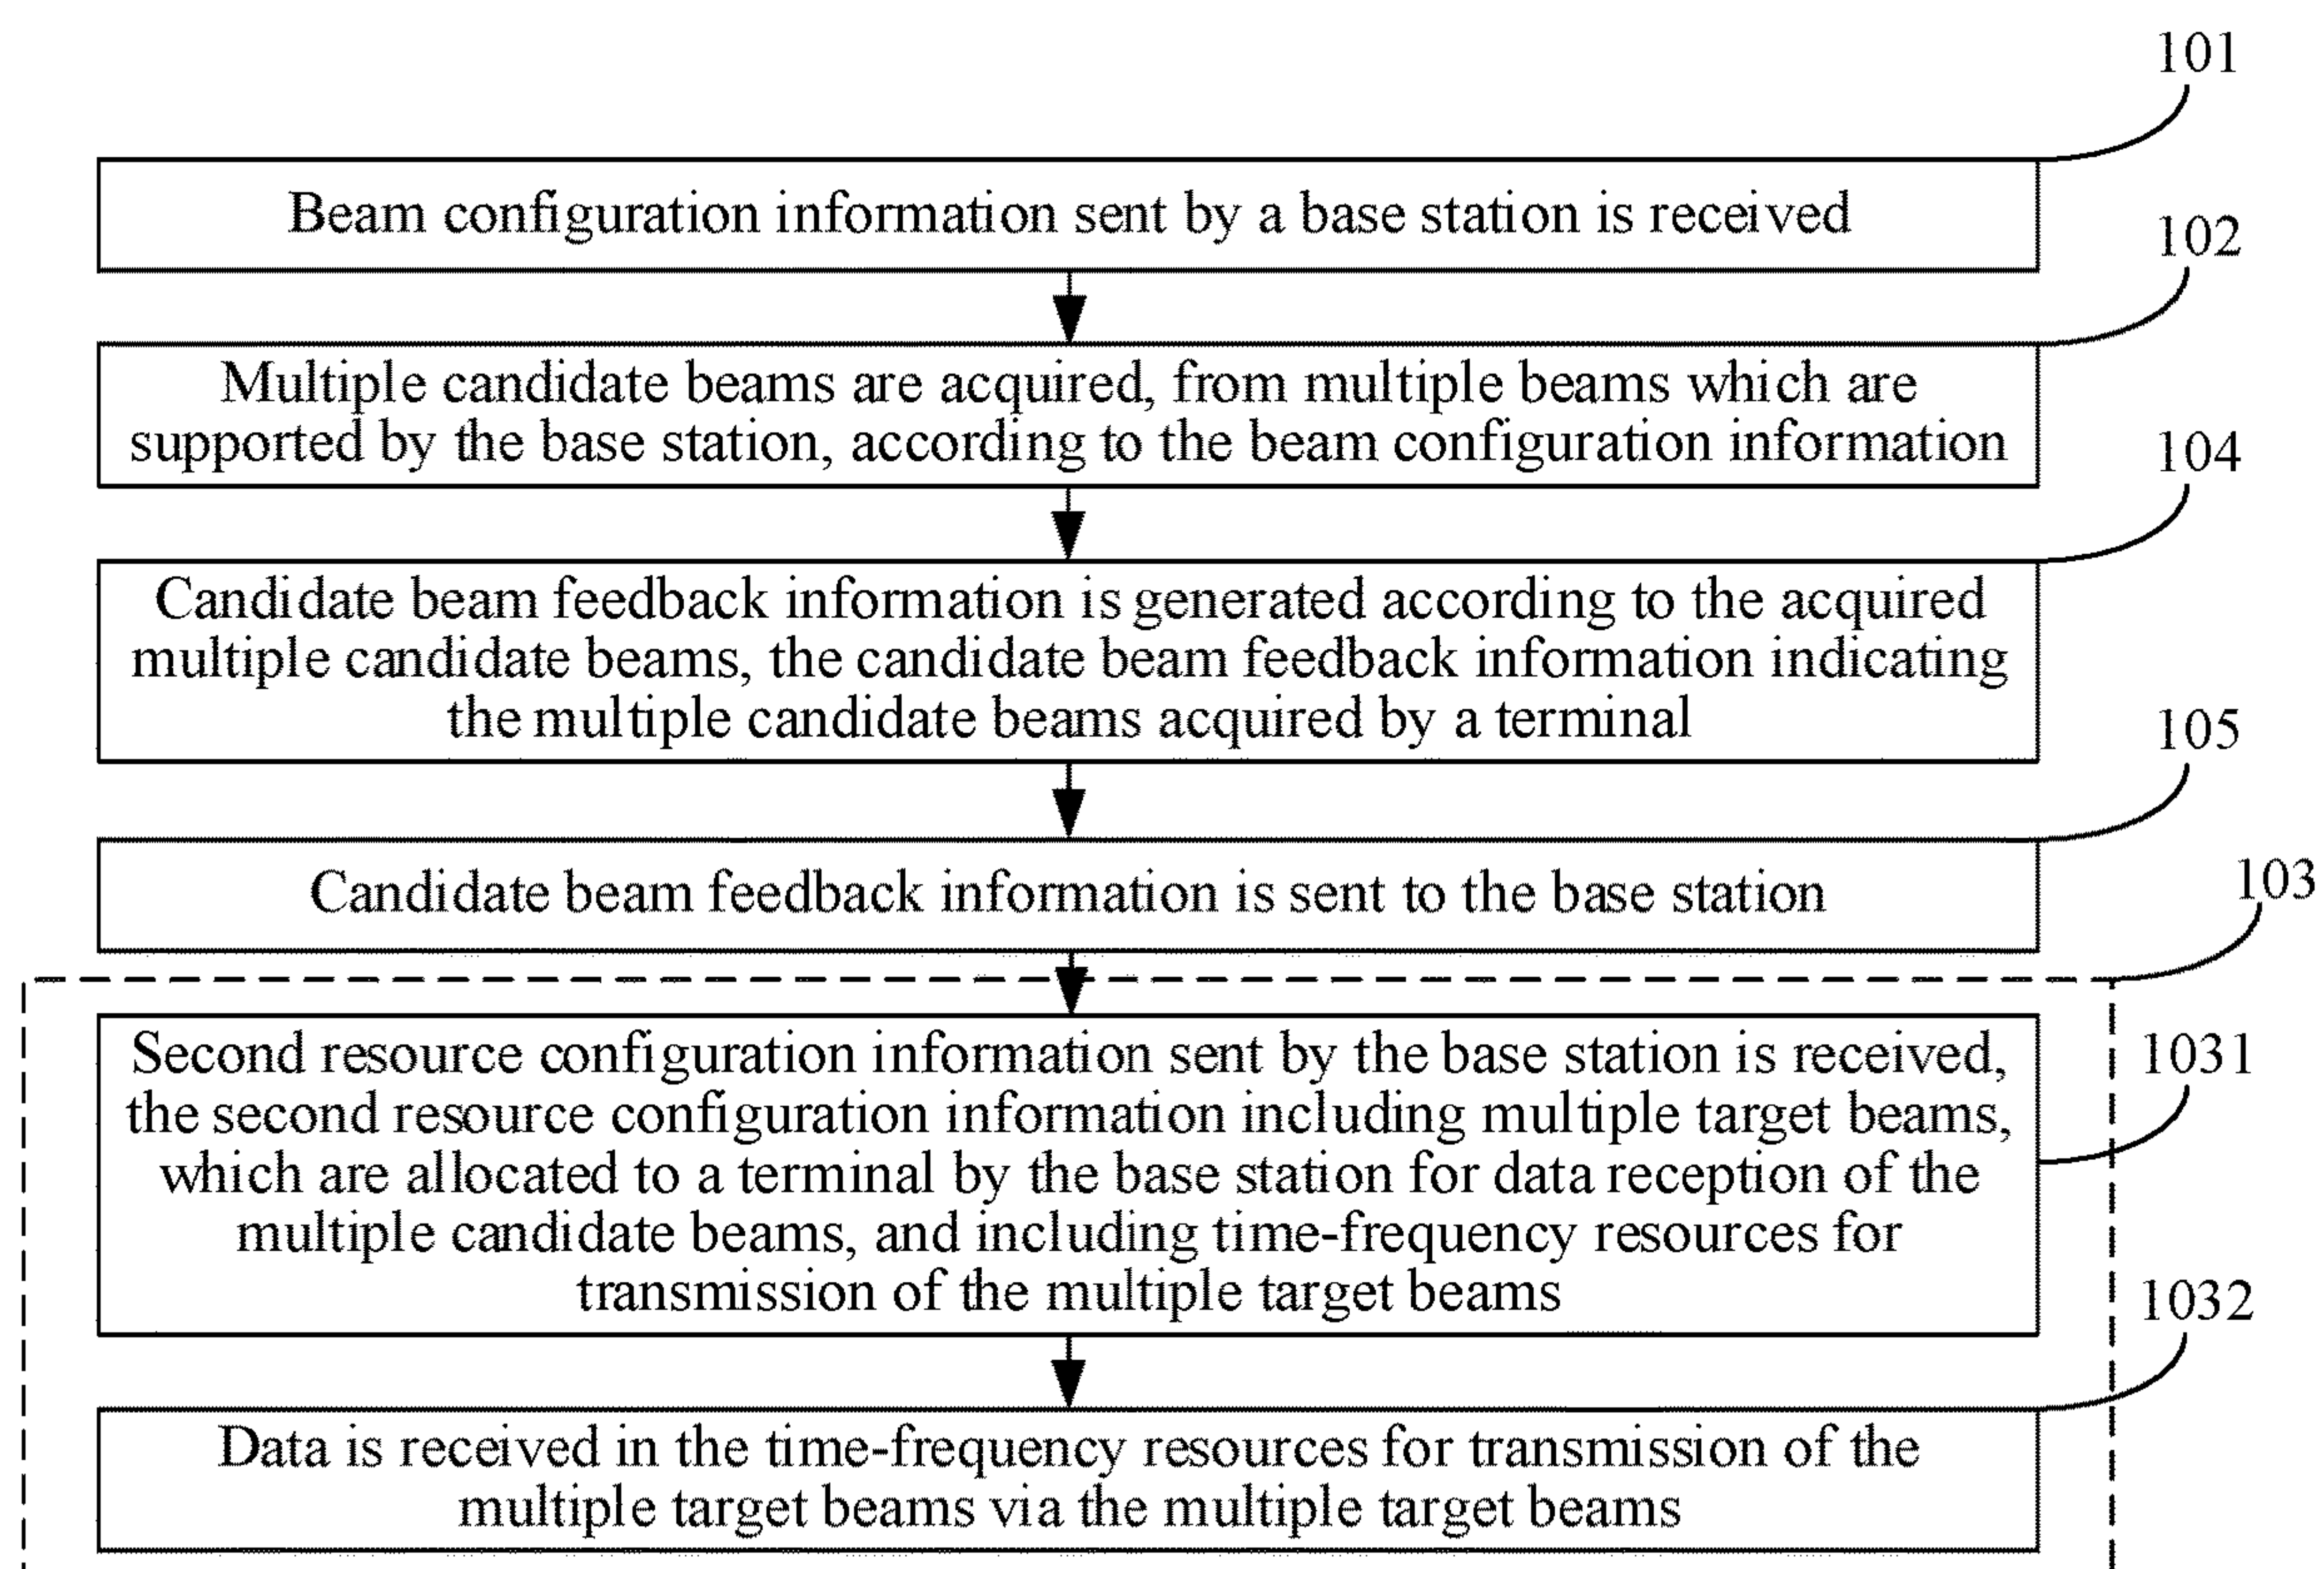 101
Beam configuration information sent by a base station is received
102
Multiple candidate beams are acquired, from multiple beams which are
supported by the base station, according to the beam configuration information
104
Candidate beam feedback information is generated according to the acquired
multiple candidate beams, the candidate beam feedback information indicating
the multiple candidate beams acquired by a terminal
105
Candidate beam feedback information is sent to the base station
103
Second resource configuration information sent by the base station is received,
the second resource configuration information including multiple target beams,
which are allocated to a terminal by the base station for data reception of the
multiple candidate beams, and including time-frequency resources for
transmission of the multiple target beams
1031
1032
Data is received in the time-frequency resources for transmission of the
multiple target beams via the multiple target beams